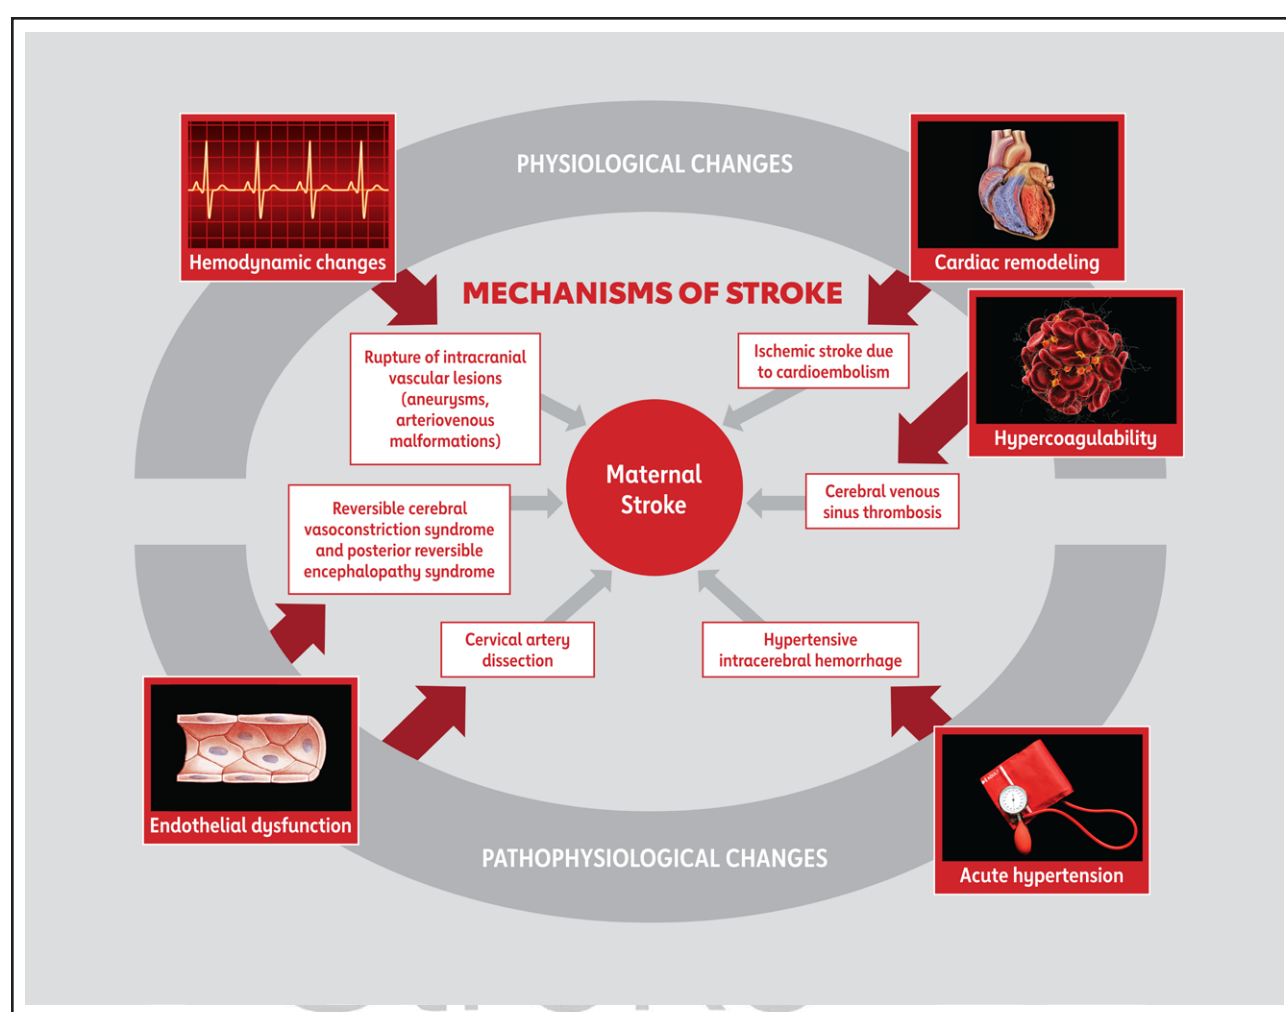 PHYSIOLOGICAL CHANGES
Hemodynamic changes
Cardiac remodeling
MECHANISMS OF STROKE
Rupture of intracranial
vascular lesions
(aneurysms,
arteriovenous
malformations)
Ischemic stroke due
to cardioembolism
Hypercoagulability
Maternal
Stroke
Reversible cerebral
vasoconstriction syndrome
and posterior reversible
encephalopathy syndrome
Cerebral venous
sinus thrombosis
Cervical artery
dissection
Hypertensive
intracerebral hemorrhage
Endothelial dysfunction
PATHOPHYSIOLOGICAL CHANGES
Acute hypertension